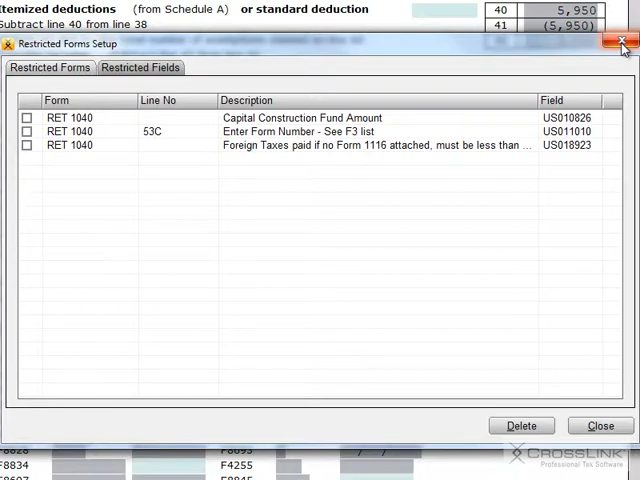 Itemized deductions (from Schedule A) or standard deduction 40 5,950
Subtract line 40 from line 38 41 (5,950)
Restricted Forms Setup
Restricted Forms Restricted Fields
Form Line No Description Field
RET 1040 Capital Construction Fund Amount US010826
RET 1040 53C Enter Form Number - See F3 list US011010
RET 1040 Foreign Taxes paid if no Form 1116 attached, must be less than ... US018923
Delete Close
F8834 F4255
CROSSLINK
Professional Tax Software